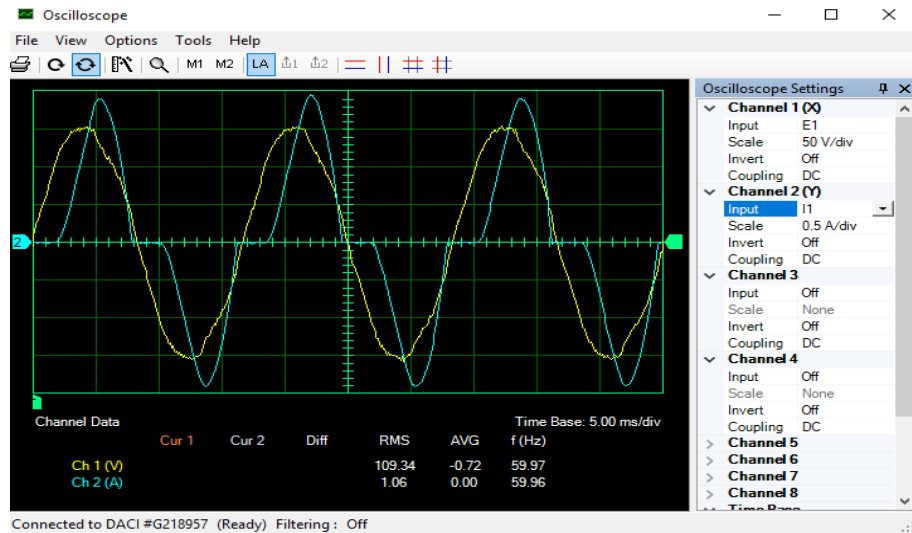 Oscilloscope
File View Options Tools Help
M1 M2 LA 1 2
Oscilloscope Settings
Channel 1 (X)
Input E1
Scale 50 V/div
Invert Off
Coupling DC
Channel 2 (Y)
Input I1
Scale 0.5 A/div
Invert Off
Coupling DC
Channel 3
Input Off
Scale None
Invert Off
Coupling DC
Channel 4
Input Off
Scale None
Invert Off
Coupling DC
Channel 5
Channel 6
Channel 7
Channel 8
Time Base
2
Channel Data Time Base: 5.00 ms/div
Cur 1 Cur 2 Diff RMS AVG f (Hz)
Ch 1 (V) 109.34 -0.72 59.97
Ch 2 (A) 1.06 0.00 59.96
Connected to DACI #G218957 (Ready) Filtering : Off